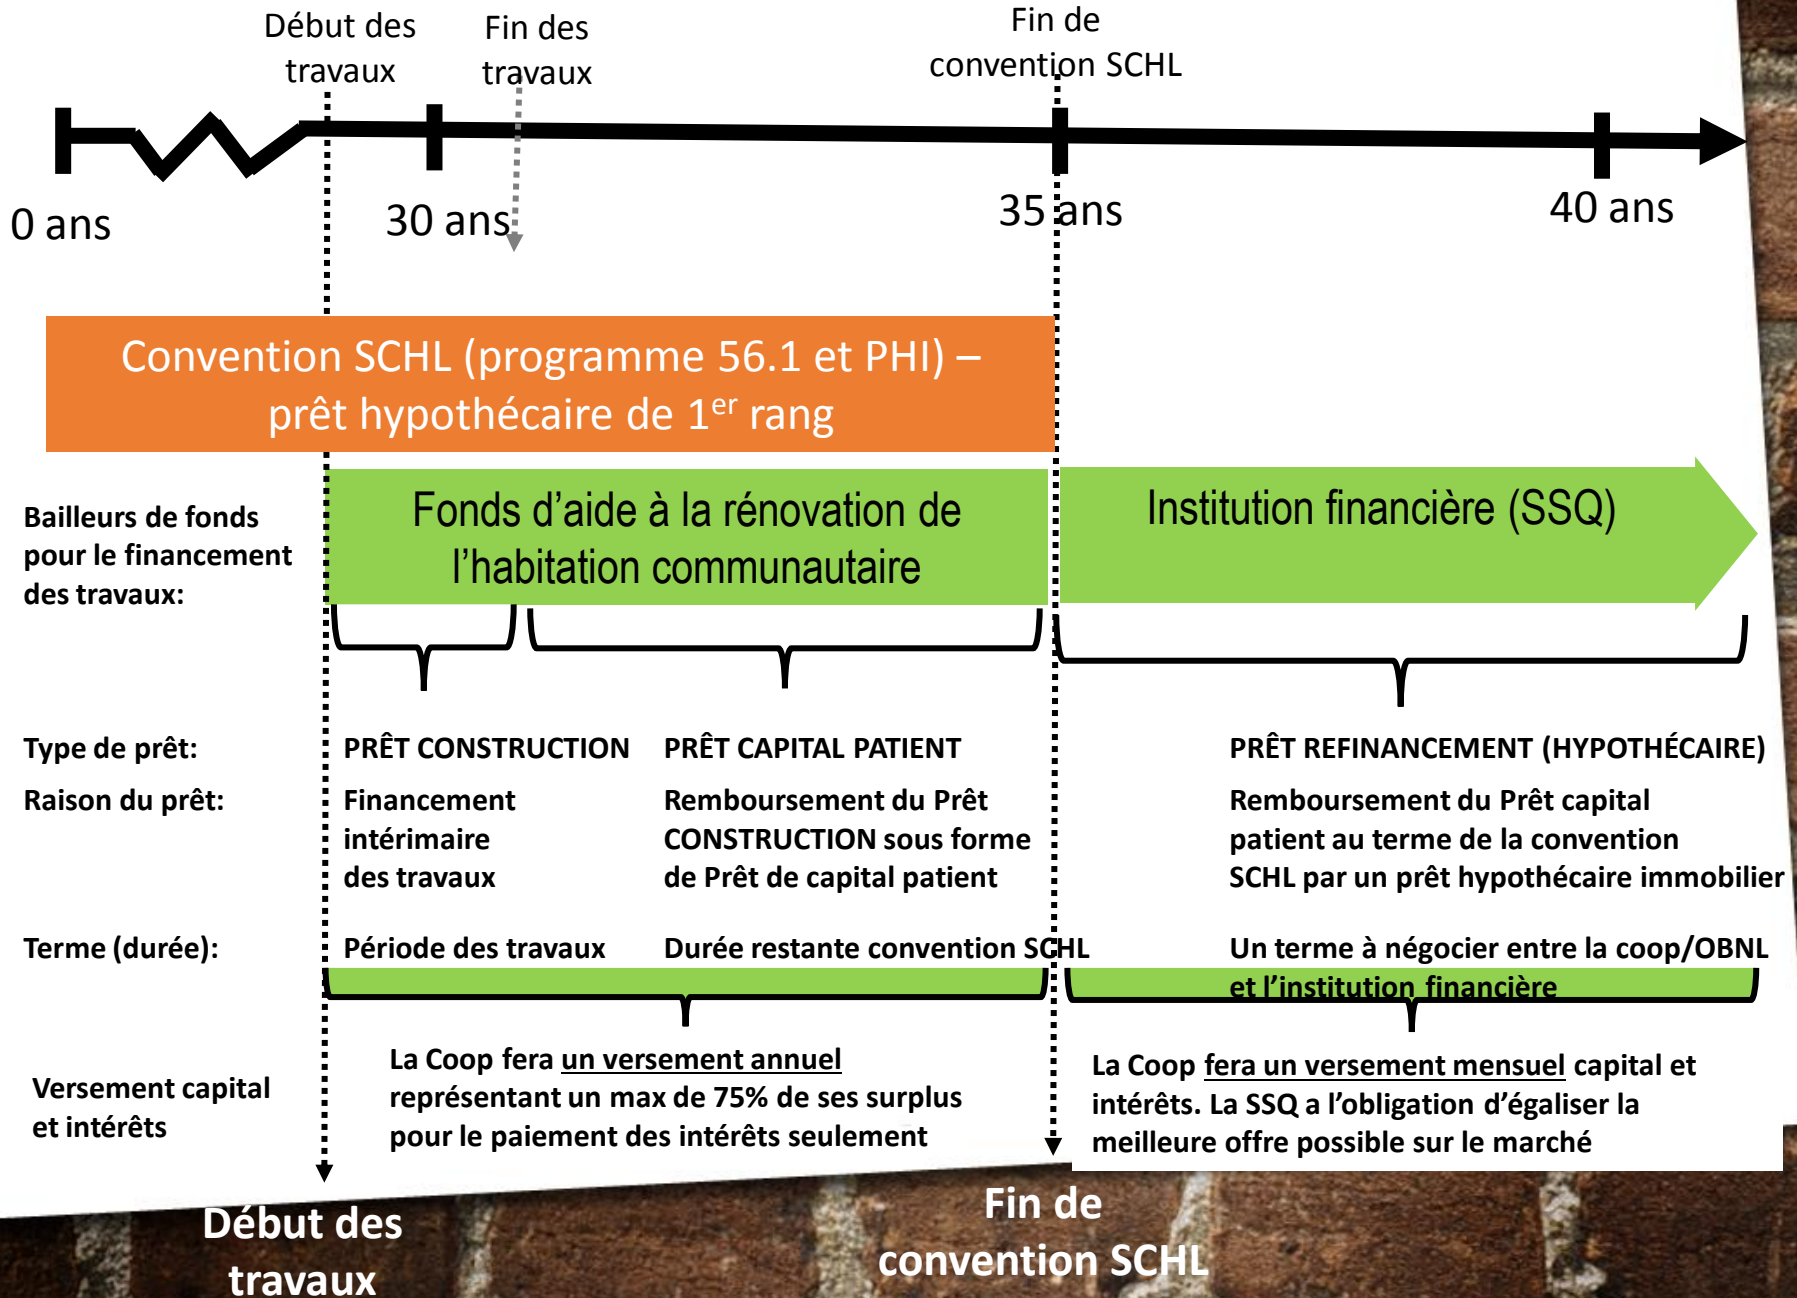 Début des
travaux
Fin des
travaux
Fin de
convention SCHL
0 ans
30 ans
35 ans
40 ans
Convention SCHL (programme 56.1 et PHI) –
prêt hypothécaire de 1er rang
Bailleurs de fonds
pour le financement
des travaux:
Fonds d'aide à la rénovation de
l'habitation communautaire
Institution financière (SSQ)
Type de prêt:
PRÊT CONSTRUCTION
PRÊT CAPITAL PATIENT
PRÊT REFINANCEMENT (HYPOTHÉCAIRE)
Raison du prêt:
Financement
intérimaire
des travaux
Remboursement du Prêt
CONSTRUCTION sous forme
de Prêt de capital patient
Remboursement du Prêt capital
patient au terme de la convention
SCHL par un prêt hypothécaire immobilier
Terme (durée):
Période des travaux
Durée restante convention SCHL
Un terme à négocier entre la coop/OBNL
et l'institution financière
Versement capital
et intérêts
La Coop fera un versement annuel
représentant un max de 75% de ses surplus
pour le paiement des intérêts seulement
La Coop fera un versement mensuel capital et
intérêts. La SSQ a l'obligation d'égaliser la
meilleure offre possible sur le marché
Début des
travaux
Fin de
convention SCHL